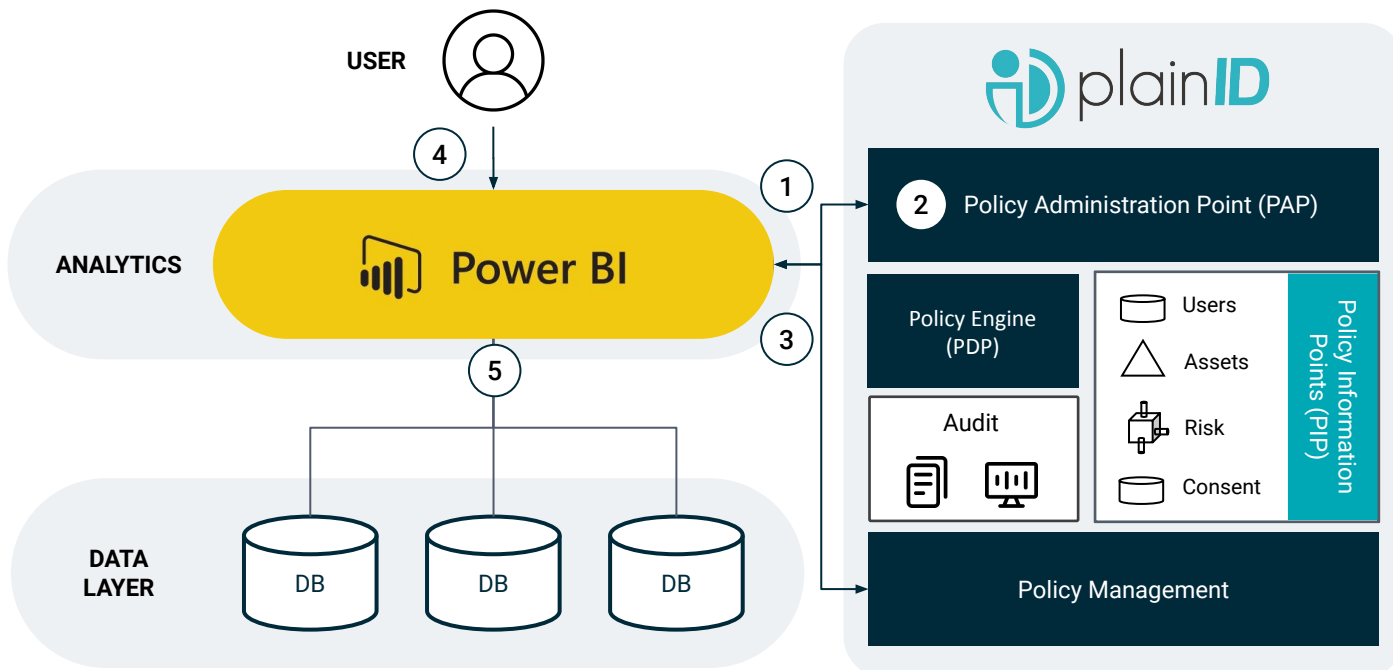 USER
4
ANALYTICS
Power BI
5
DATA
LAYER
DB
DB
DB
1
3
plainID
2
Policy Administration Point (PAP)
Policy Engine
(PDP)
Audit
Users
Assets
Risk
Consent
Policy Information
Points (PIP)
Policy Management